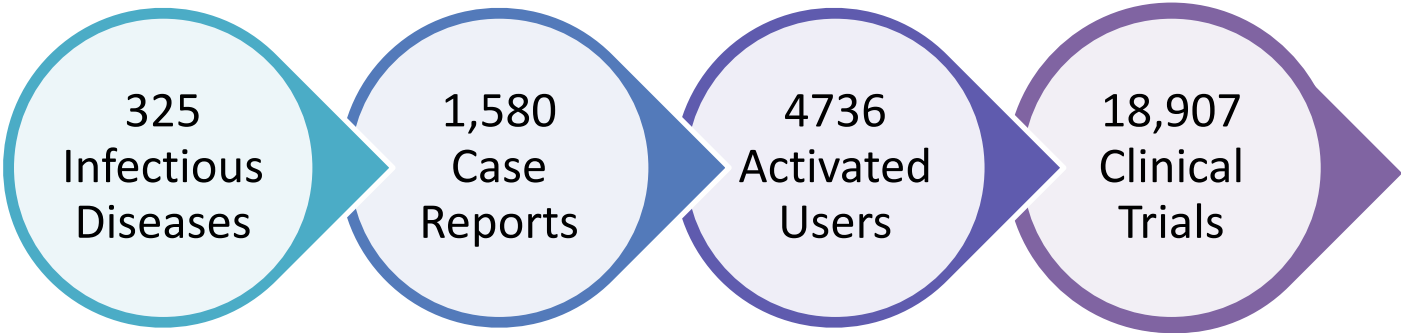 325
Infectious
Diseases
1,580
Case
Reports
4736
Activated
Users
18,907
Clinical
Trials